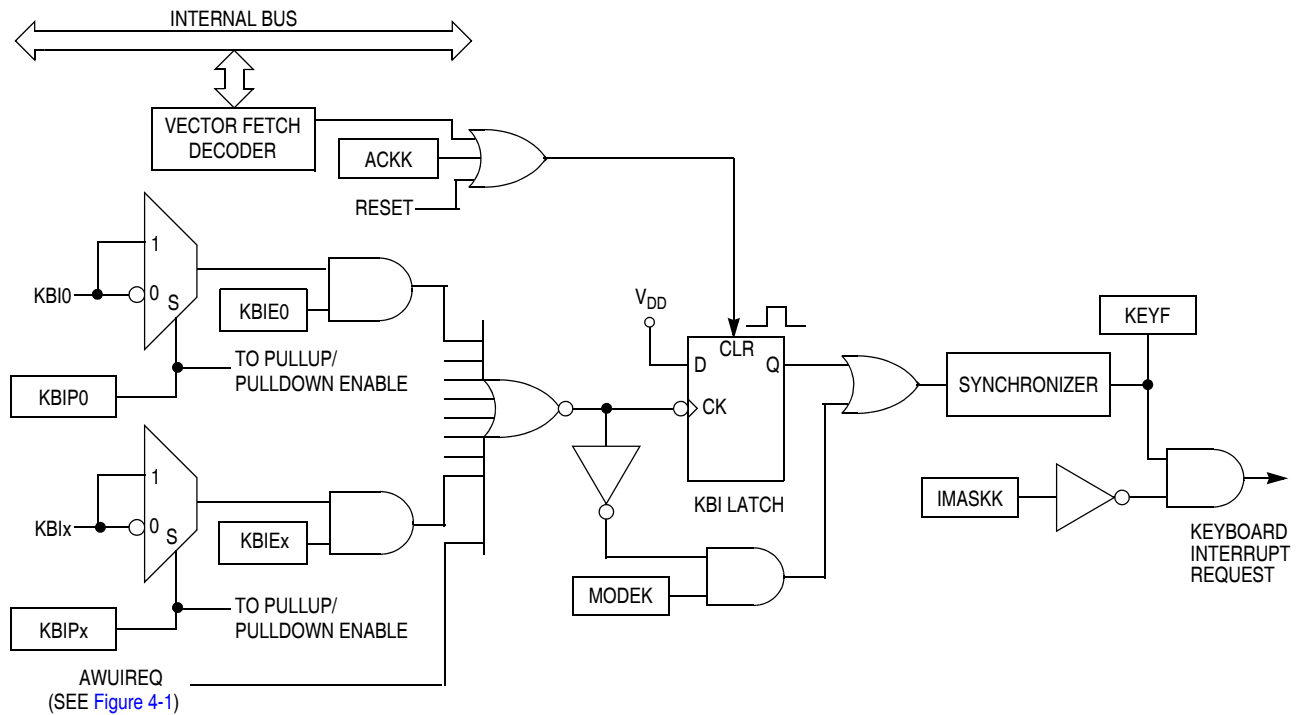 INTERNAL BUS
VECTOR FETCH
DECODER
ACKK
RESET
1
KBI0
0
S
KBIE0
TO PULLUP/
PULLDOWN ENABLE
KBIP0
VDD
CLR
D
Q
CK
KBI LATCH
SYNCHRONIZER
KEYF
1
KBIx
0
S
KBIEx
TO PULLUP/
PULLDOWN ENABLE
KBIPx
MODEK
IMASKK
KEYBOARD
INTERRUPT
REQUEST
AWUIREQ
(SEE Figure 4-1)